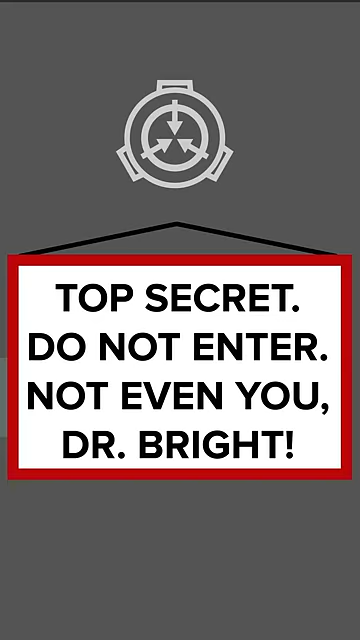 TOP SECRET.
DO NOT ENTER.
NOT EVEN YOU,
DR. BRIGHT!